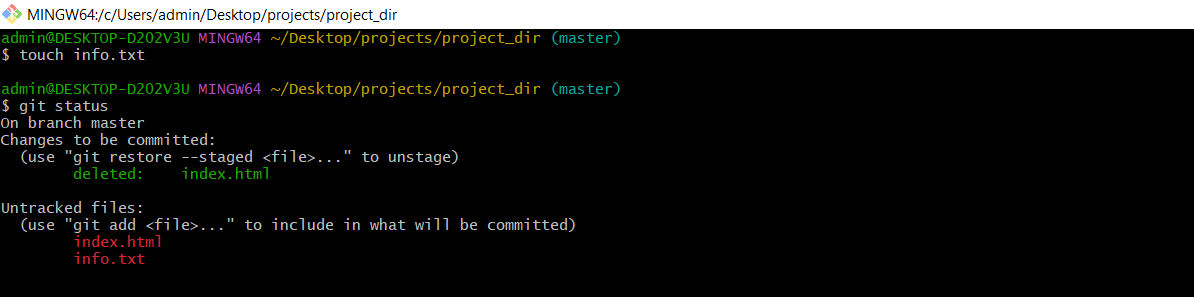 MINGW64:/c/Users/admin/Desktop/projects/project_dir
admin@DESKTOP-D2O2V3U MINGW64 ~/Desktop/projects/project_dir (master)
$ touch info.txt
admin@DESKTOP-D2O2V3U MINGW64 ~/Desktop/projects/project_dir (master)
$ git status
On branch master
Changes to be committed:
  (use "git restore --staged <file>..." to unstage)
        deleted:    index.html
Untracked files:
  (use "git add <file>..." to include in what will be committed)
        index.html
        info.txt